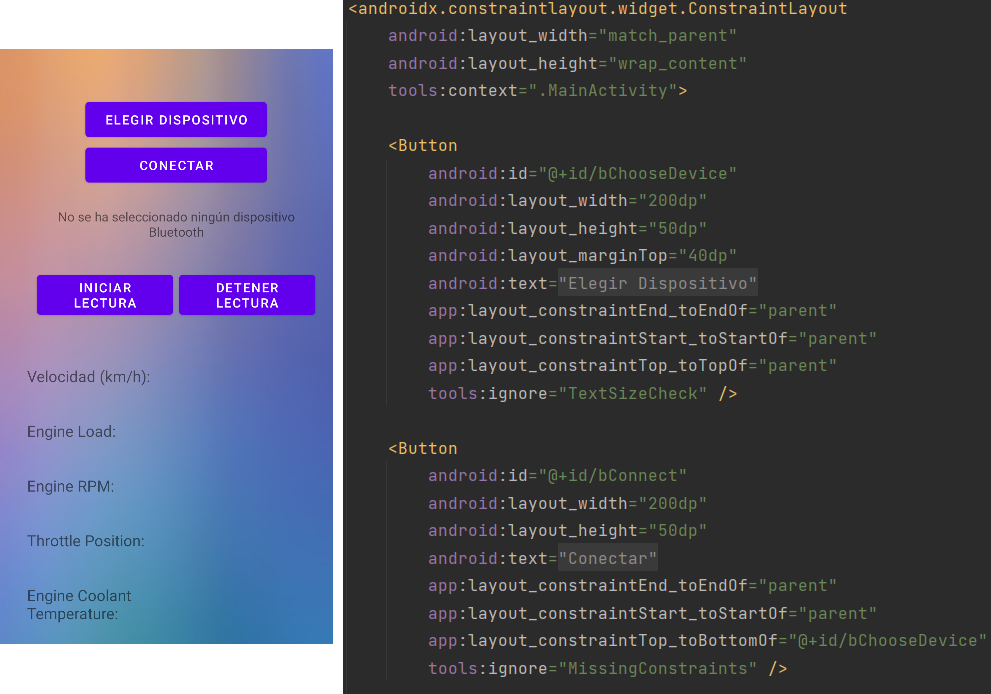 ELEGIR DISPOSITIVO
CONECTAR
No se ha seleccionado ningún dispositivo
Bluetooth
INICIAR
LECTURA
DETENER
LECTURA
Velocidad (km/h):
Engine Load:
Engine RPM:
Throttle Position:
Engine Coolant
Temperature:
<androidx.constraintlayout.widget.ConstraintLayout
android:layout_width="match_parent"
android:layout_height="wrap_content"
tools:context=".MainActivity">
<Button
android:id="@+id/bChooseDevice"
android:layout_width="200dp"
android:layout_height="50dp"
android:layout_marginTop="40dp"
android:text="Elegir Dispositivo"
app:layout_constraintEnd_toEndOf="parent"
app:layout_constraintStart_toStartOf="parent"
app:layout_constraintTop_toTopOf="parent"
tools:ignore="TextSizeCheck" />
<Button
android:id="@+id/bConnect"
android:layout_width="200dp"
android:layout_height="50dp"
android:text="Conectar"
app:layout_constraintEnd_toEndOf="parent"
app:layout_constraintStart_toStartOf="parent"
app:layout_constraintTop_toBottomOf="@+id/bChooseDevice"
tools:ignore="MissingConstraints" />